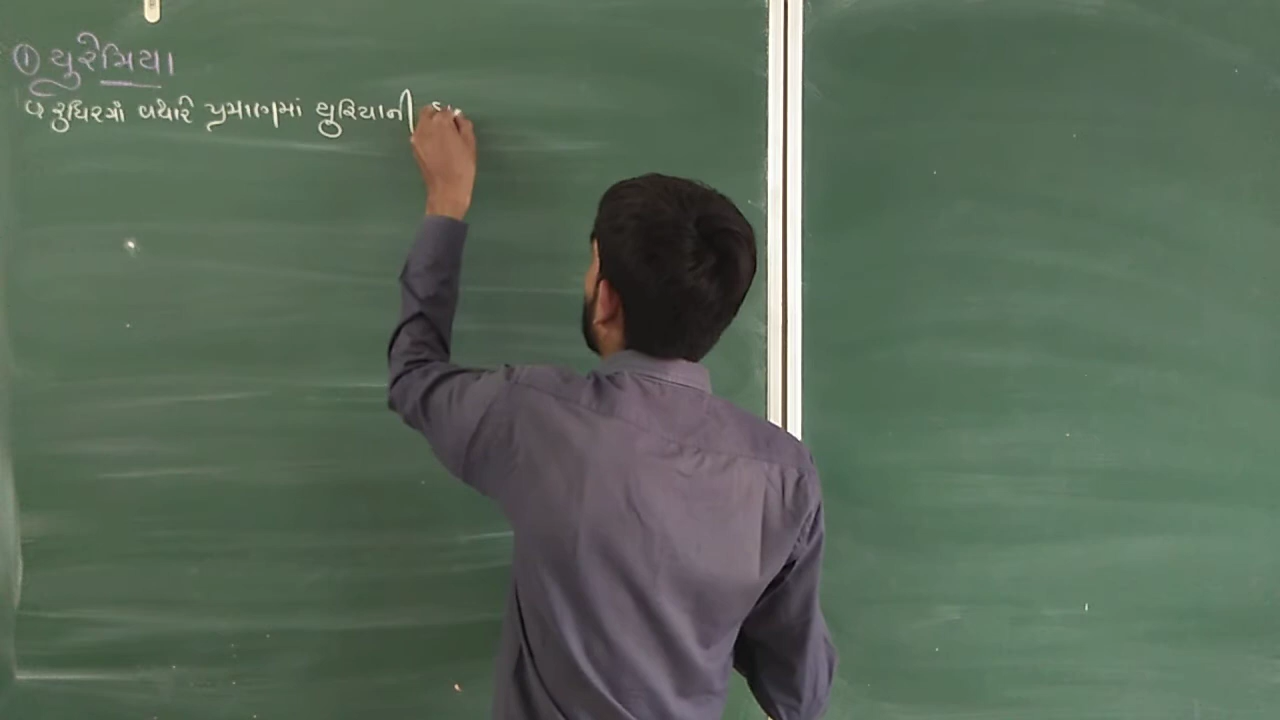 ① યુરેમિયા
↳ રુધિરમાં વધારે પ્રમાણમાં યુરિયાની